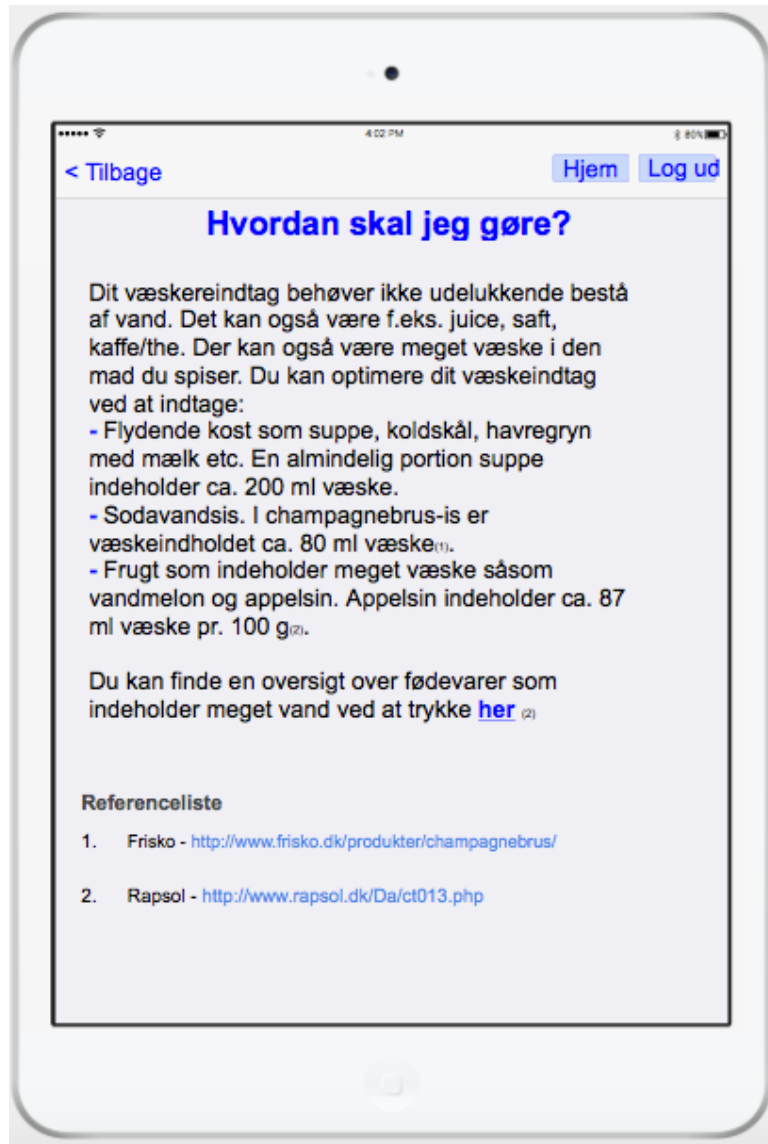 4:02 PM
80%
< Tilbage
Hjem
Log ud
Hvordan skal jeg gøre?
Dit væskereindtag behøver ikke udelukkende bestå
af vand. Det kan også være f.eks. juice, saft,
kaffe/the. Der kan også være meget væske i den
mad du spiser. Du kan optimere dit væskeindtag
ved at indtage:
- Flydende kost som suppe, koldskål, havregryn
med mælk etc. En almindelig portion suppe
indeholder ca. 200 ml væske.
- Sodavandsis. I champagnebrus-is er
væskeindholdet ca. 80 ml væske(1).
- Frugt som indeholder meget væske såsom
vandmelon og appelsin. Appelsin indeholder ca. 87
ml væske pr. 100 g(2).
Du kan finde en oversigt over fødevarer som
indeholder meget vand ved at trykke her (2)
Referenceliste
1. Frisko - http://www.frisko.dk/produkter/champagnebrus/
2. Rapsol - http://www.rapsol.dk/Da/ct013.php